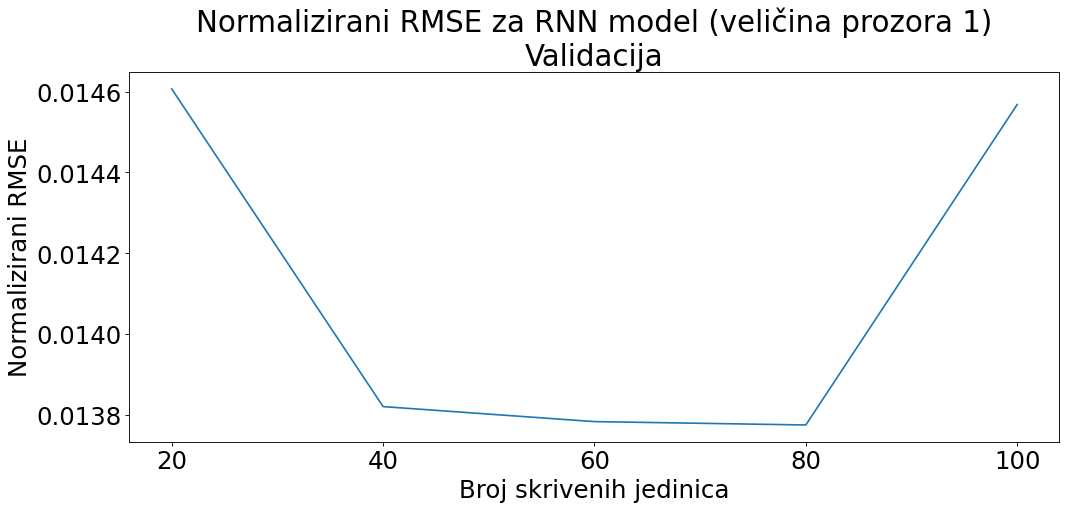 Normalizirani RMSE za RNN model (veličina prozora 1)
Validacija
Normalizirani RMSE
0.0146
0.0144
0.0142
0.0140
0.0138
20 40 60 80 100
Broj skrivenih jedinica